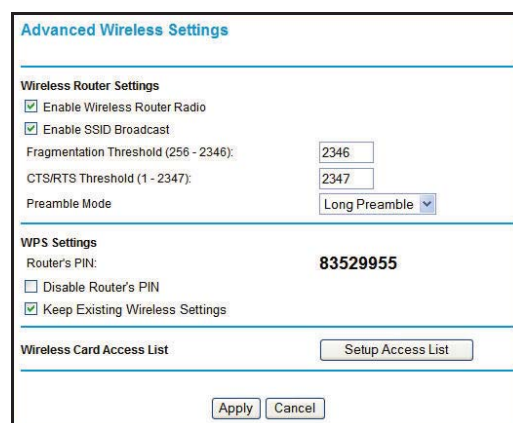 Advanced Wireless Settings
Wireless Router Settings
Enable Wireless Router Radio
Enable SSID Broadcast
Fragmentation Threshold (256 - 2346): 2346
CTS/RTS Threshold (1 - 2347): 2347
Preamble Mode Long Preamble
WPS Settings
Router's PIN: 83529955
Disable Router's PIN
Keep Existing Wireless Settings
Wireless Card Access List Setup Access List
Apply Cancel